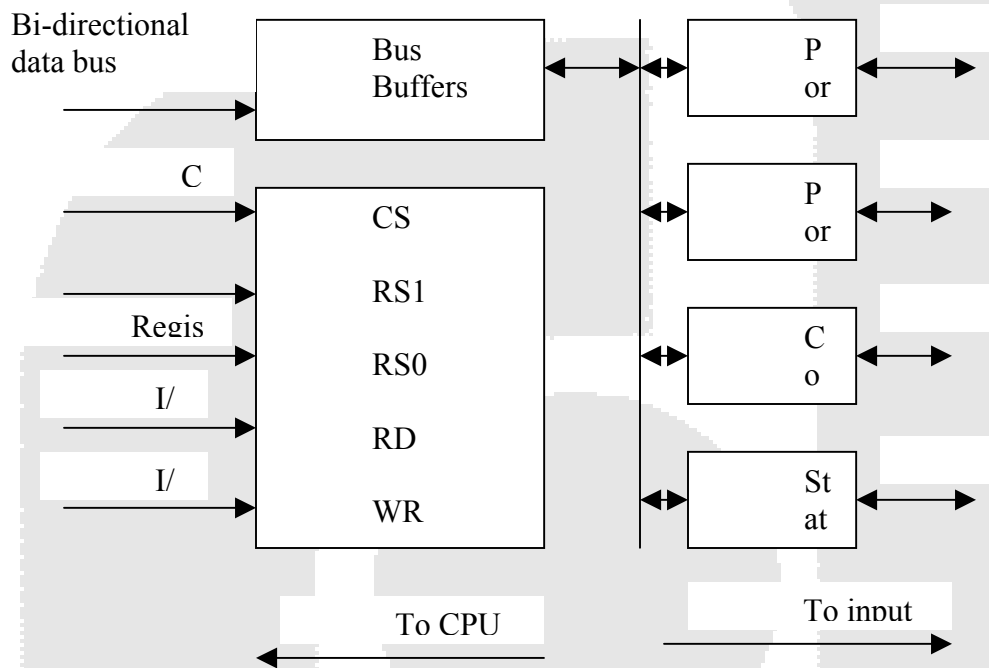 Bi-directional
data bus
Bus
Buffers
P
or
C
CS
P
or
RS1
Regis
RS0
C
o
I/
RD
I/
WR
St
at
To CPU
To input